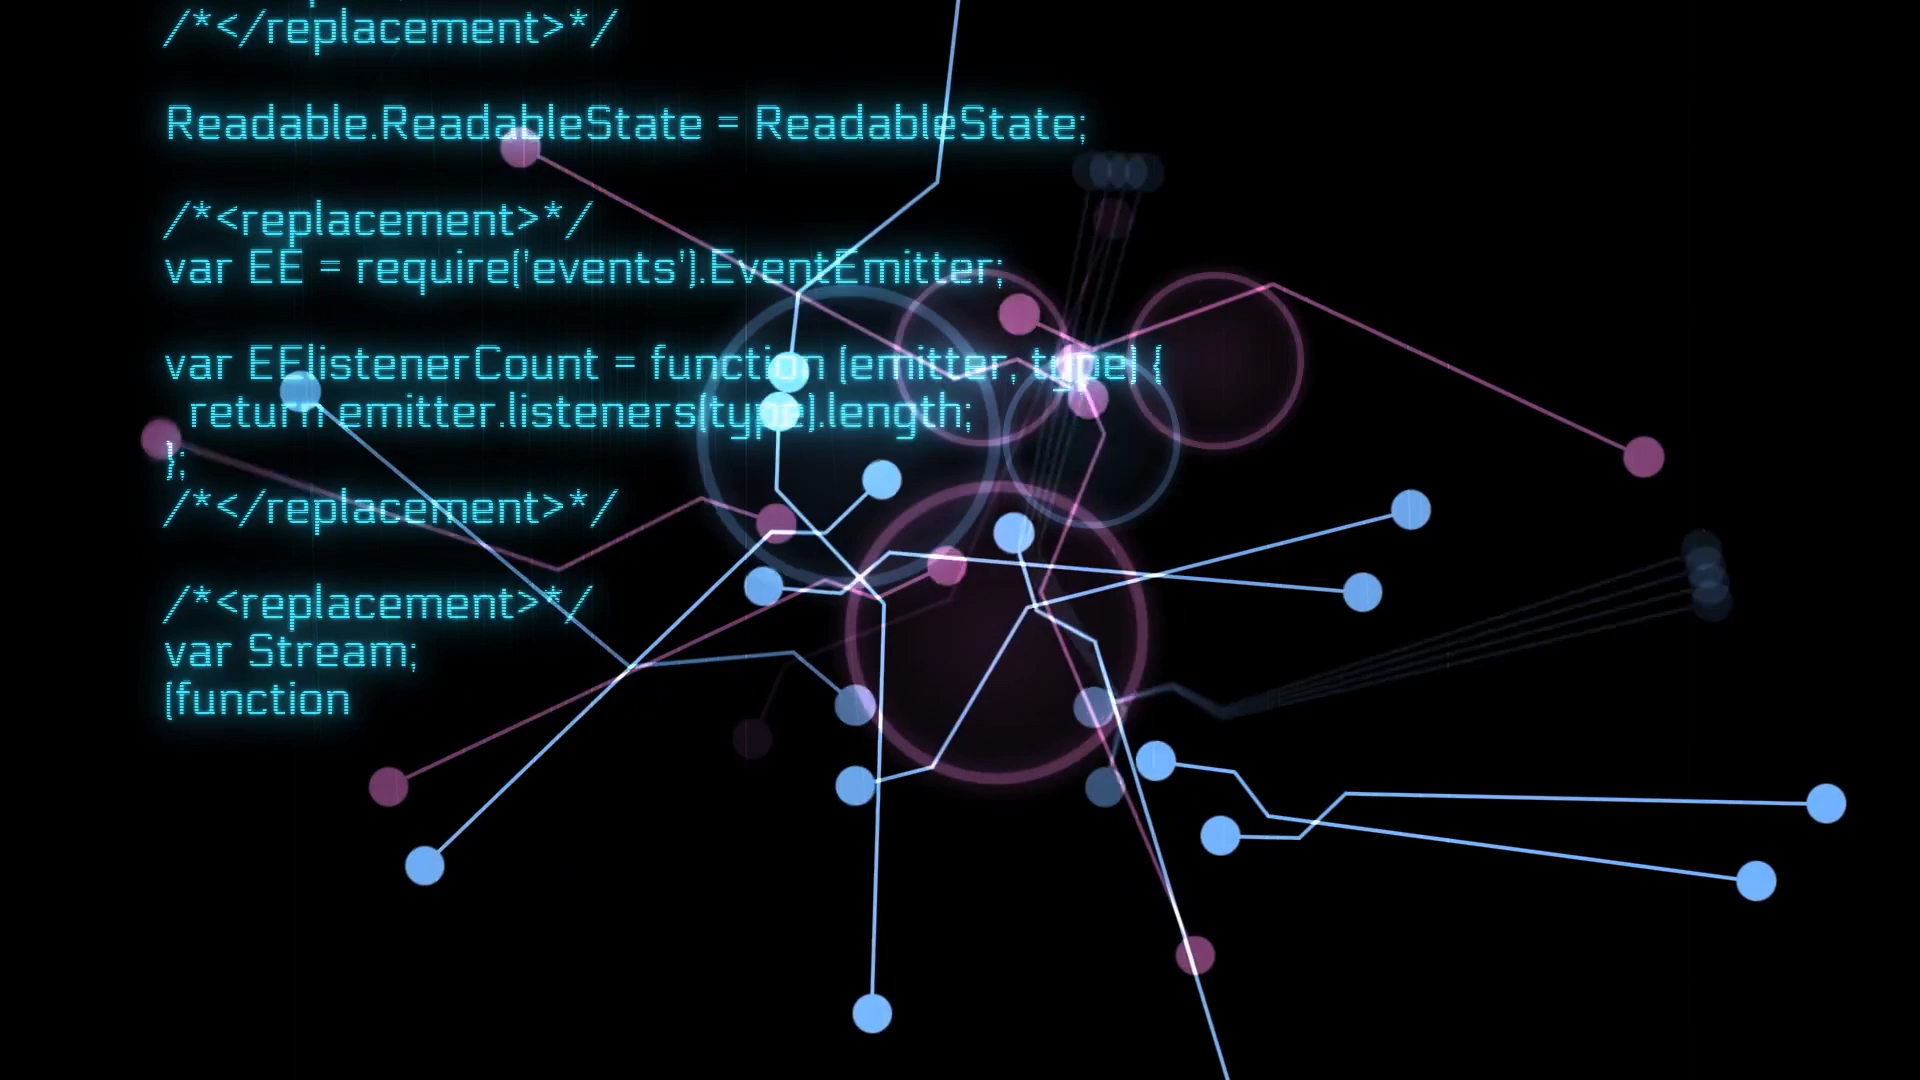 /*</replacement>*/
Readable.ReadableState = ReadableState;
/*<replacement>*/
var EE = require('events').EventEmitter;
var EElistenerCount = function (emitter, type) {
return emitter.listeners(type).length;
};
/*</replacement>*/
/*<replacement>*/
var Stream;
(function